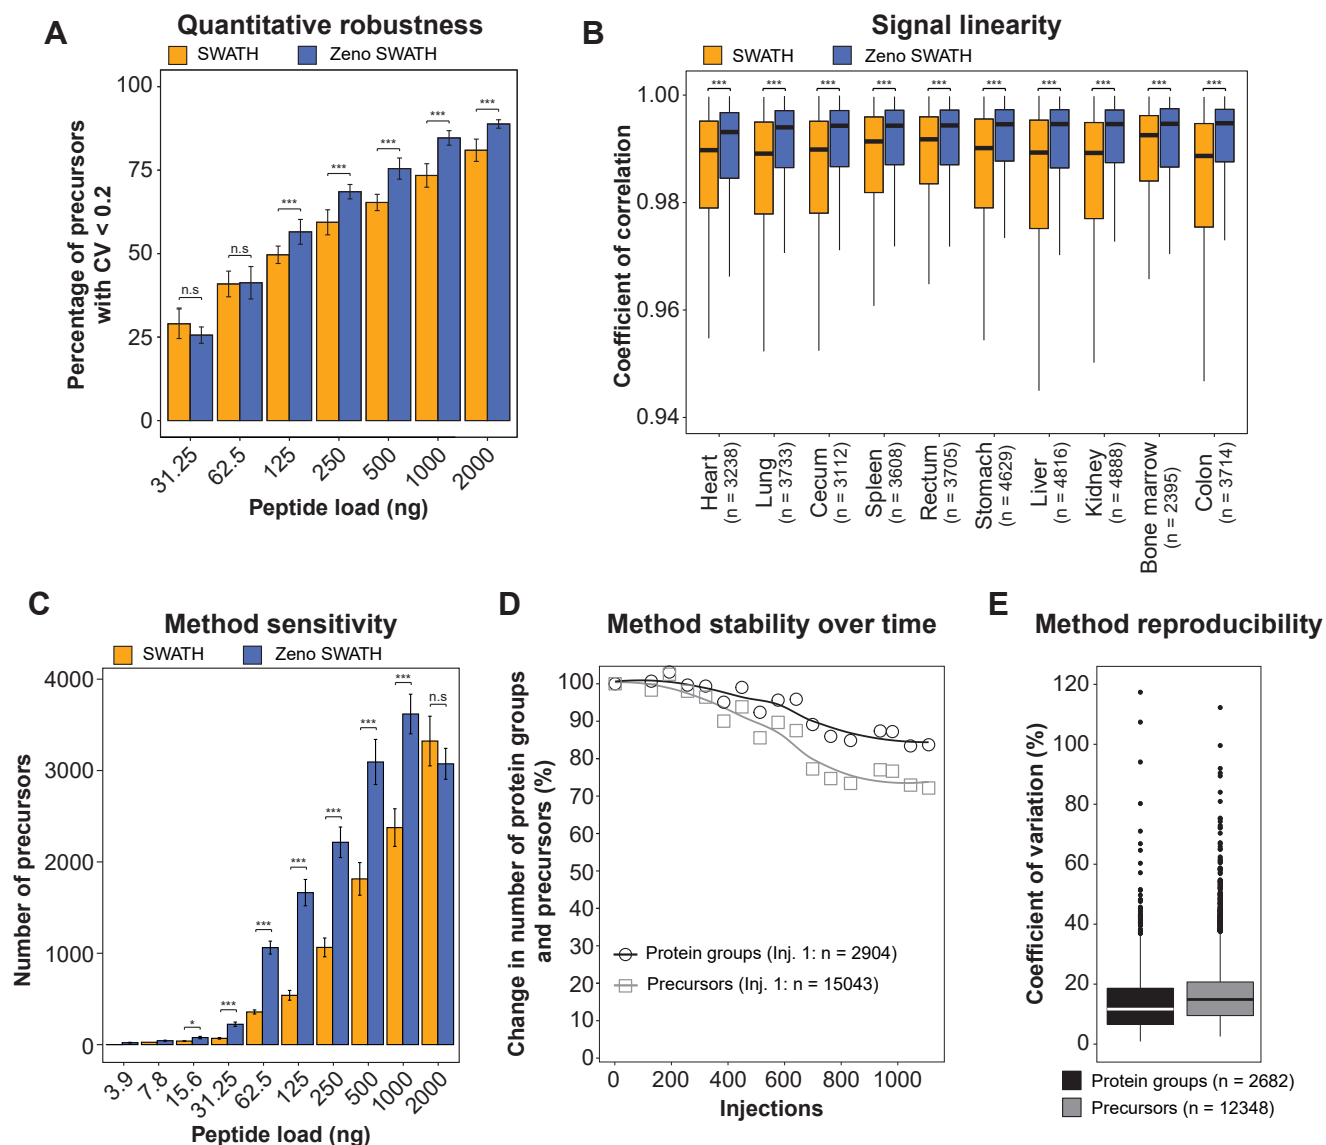 A
Quantitative robustness
SWATH
Zeno SWATH
Percentage of precursors
with CV < 0.2
100
75
50
25
0
n.s
n.s
***
***
***
***
***
31.25
62.5
125
250
500
1000
2000
Peptide load (ng)
B
Signal linearity
SWATH
Zeno SWATH
Coefficient of correlation
1.00
0.98
0.96
0.94
***
***
***
***
***
***
***
***
***
***
Heart
(n = 3238)
Lung
(n = 3733)
Cecum
(n = 3112)
Spleen
(n = 3608)
Rectum
(n = 3705)
Stomach
(n = 4629)
Liver
(n = 4816)
Kidney
(n = 4888)
Bone marrow
(n = 2395)
Colon
(n = 3714)
C
Method sensitivity
SWATH
Zeno SWATH
Number of precursors
4000
3000
2000
1000
0
*
***
***
***
***
***
***
n.s
3.9
7.8
15.6
31.25
62.5
125
250
500
1000
2000
Peptide load (ng)
D
Method stability over time
Change in number of protein groups
and precursors (%)
100
90
80
70
60
50
40
30
20
10
0
Protein groups (Inj. 1: n = 2904)
Precursors (Inj. 1: n = 15043)
0
200
400
600
800
1000
Injections
E
Method reproducibility
Coefficient of variation (%)
120
100
80
60
40
20
0
Protein groups (n = 2682)
Precursors (n = 12348)